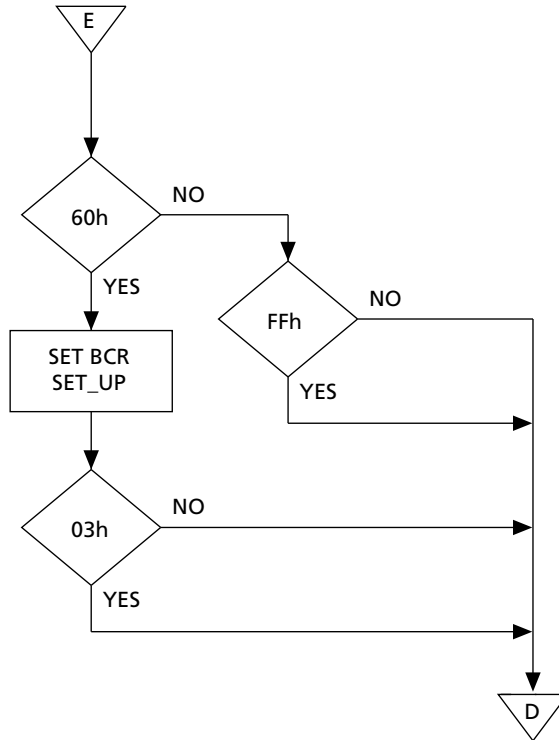 E
60h
NO
YES
FFh
NO
SET BCR
SET_UP
YES
03h
NO
YES
D